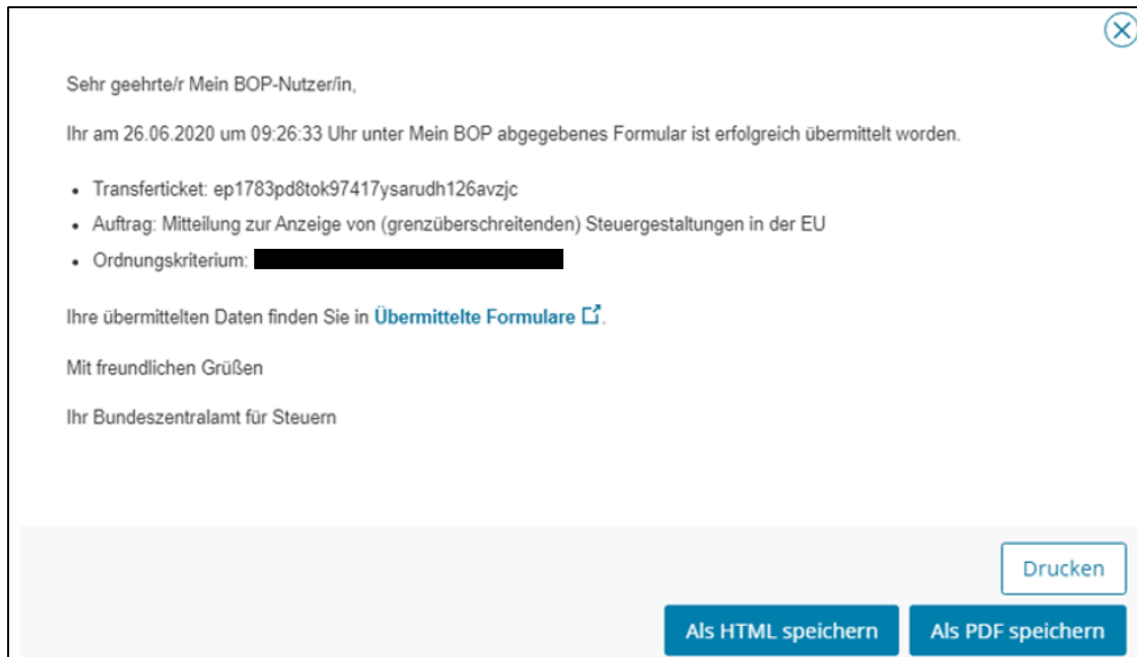 Sehr geehrte/r Mein BOP-Nutzer/in,
Ihr am 26.06.2020 um 09:26:33 Uhr unter Mein BOP abgegebenes Formular ist erfolgreich übermittelt worden.
• Transferticket: ep1783pd8tok97417ysarudh126avzjc
• Auftrag: Mitteilung zur Anzeige von (grenzüberschreitenden) Steuergestaltungen in der EU
• Ordnungskriterium:
Ihre übermittelten Daten finden Sie in Übermittelte Formulare.
Mit freundlichen Grüßen
Ihr Bundeszentralamt für Steuern
Drucken
Als HTML speichern Als PDF speichern